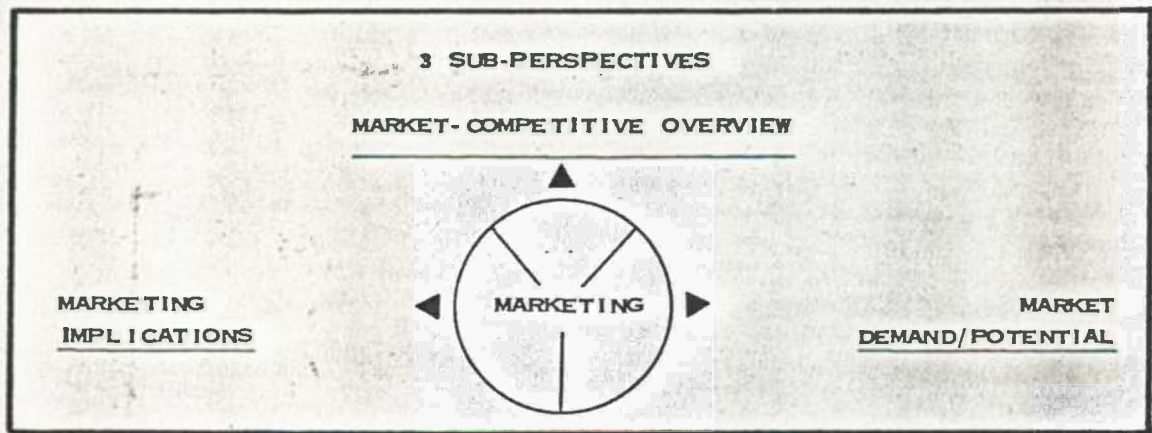 3 SUB-PERSPECTIVES
MARKET-COMPETITIVE OVERVIEW
MARKETING
IMPLICATIONS
MARKETING
MARKET
DEMAND/POTENTIAL